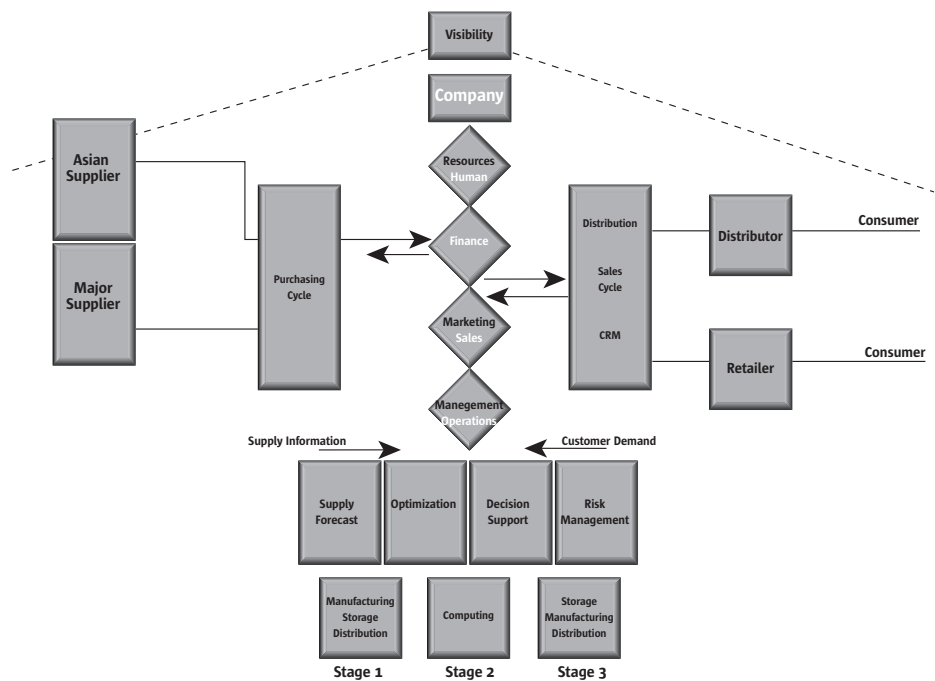 Visibility
Company
Asian
Supplier
Major
Supplier
Purchasing
Cycle
Resources
Human
Finance
Marketing
Sales
Manegement
Operations
Distribution
Sales
Cycle
CRM
Distributor
Consumer
Retailer
Consumer
Supply Information
Customer Demand
Supply
Forecast
Optimization
Decision
Support
Risk
Management
Manufacturing
Storage
Distribution
Computing
Storage
Manufacturing
Distribution
Stage 1
Stage 2
Stage 3